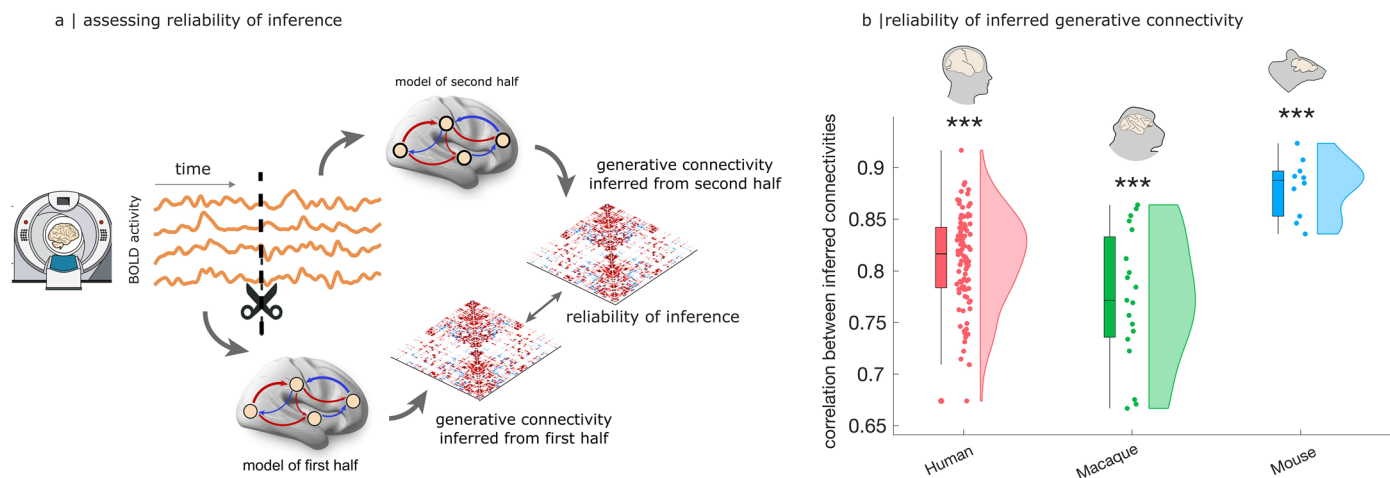 a | assessing reliability of inference
model of second half
time
BOLD activity
generative connectivity
inferred from second half
reliability of inference
generative connectivity
inferred from first half
model of first half
b |reliability of inferred generative connectivity
***
***
***
correlation between inferred connectivities
0.9
0.85
0.8
0.75
0.7
0.65
Human
Macaque
Mouse